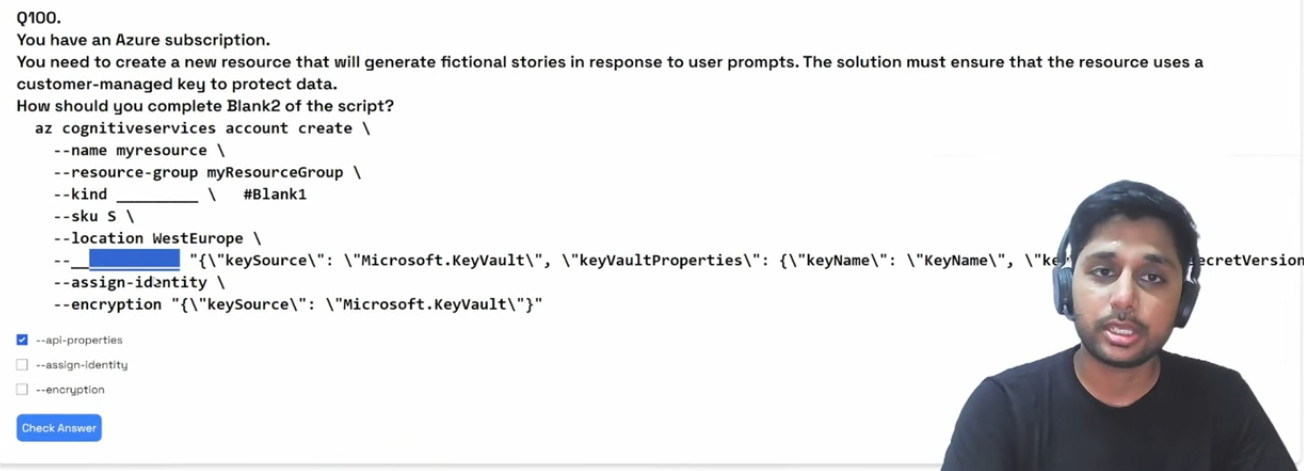 Q100.
You have an Azure subscription.
You need to create a new resource that will generate fictional stories in response to user prompts. The solution must ensure that the resource uses a
customer-managed key to protect data.
How should you complete Blank2 of the script?
az cognitiveservices account create \
--name myresource \
--resource-group myResourceGroup \
--kind _________ \ #Blank1
--sku S \
--location WestEurope \
--__ "{\"keySource\": \"Microsoft.KeyVault\", \"keyVaultProperties\": {\"keyName\": \"KeyName\", \"ke ecretVersion
--assign-identity \
--encryption "{\"keySource\": \"Microsoft.KeyVault\"}"
--api-properties
--assign-identity
--encryption
Check Answer